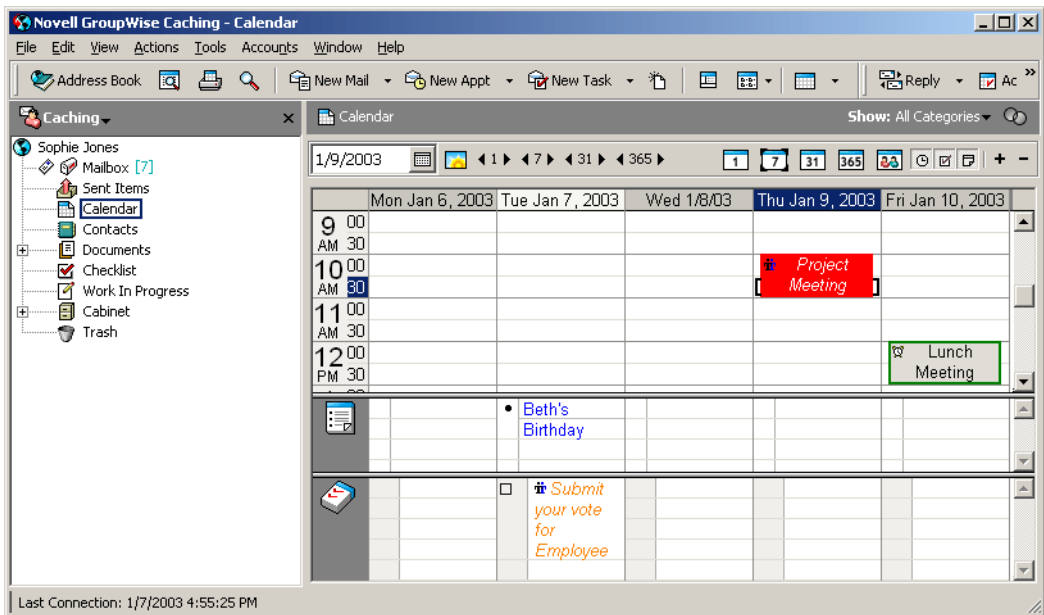 Novell GroupWise Caching - Calendar
File Edit View Actions Tools Accounts Window Help
Address Book New Mail New Appt New Task Reply Ac »
Caching
Calendar Show: All Categories
Sophie Jones
Mailbox [7]
Sent Items
Calendar
Contacts
Documents
Checklist
Work In Progress
Cabinet
Trash
1/9/2003 1 7 31 365 1 7 31 365 + -
Mon Jan 6, 2003 Tue Jan 7, 2003 Wed 1/8/03 Thu Jan 9, 2003 Fri Jan 10, 2003
9 00
AM 30
10 00
AM 30
11 00
AM 30
12 00
PM 30
Project
Meeting
Lunch
Meeting
Beth's
Birthday
Submit
your vote
for
Employee
Last Connection: 1/7/2003 4:55:25 PM